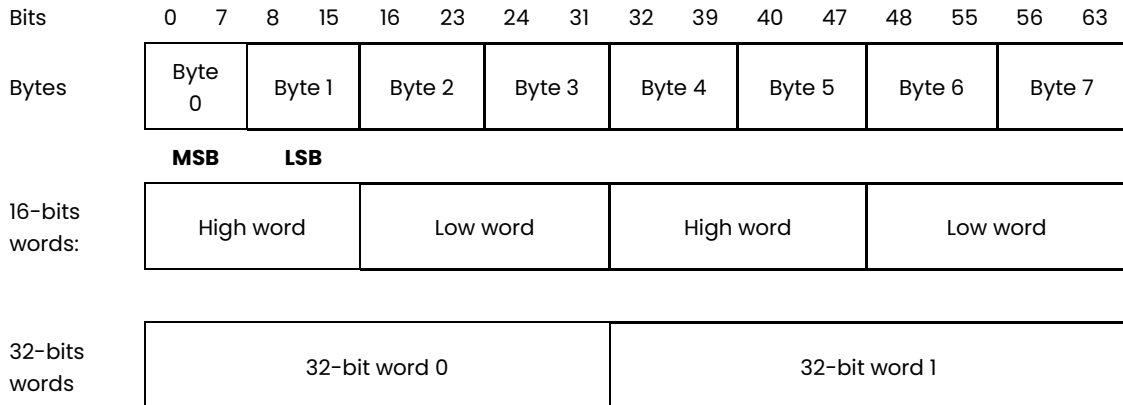 Bits 0 7 8 15 16 23 24 31 32 39 40 47 48 55 56 63
Bytes Byte 0 Byte 1 Byte 2 Byte 3 Byte 4 Byte 5 Byte 6 Byte 7
MSB LSB
16-bits words: High word Low word High word Low word
32-bits words 32-bit word 0 32-bit word 1